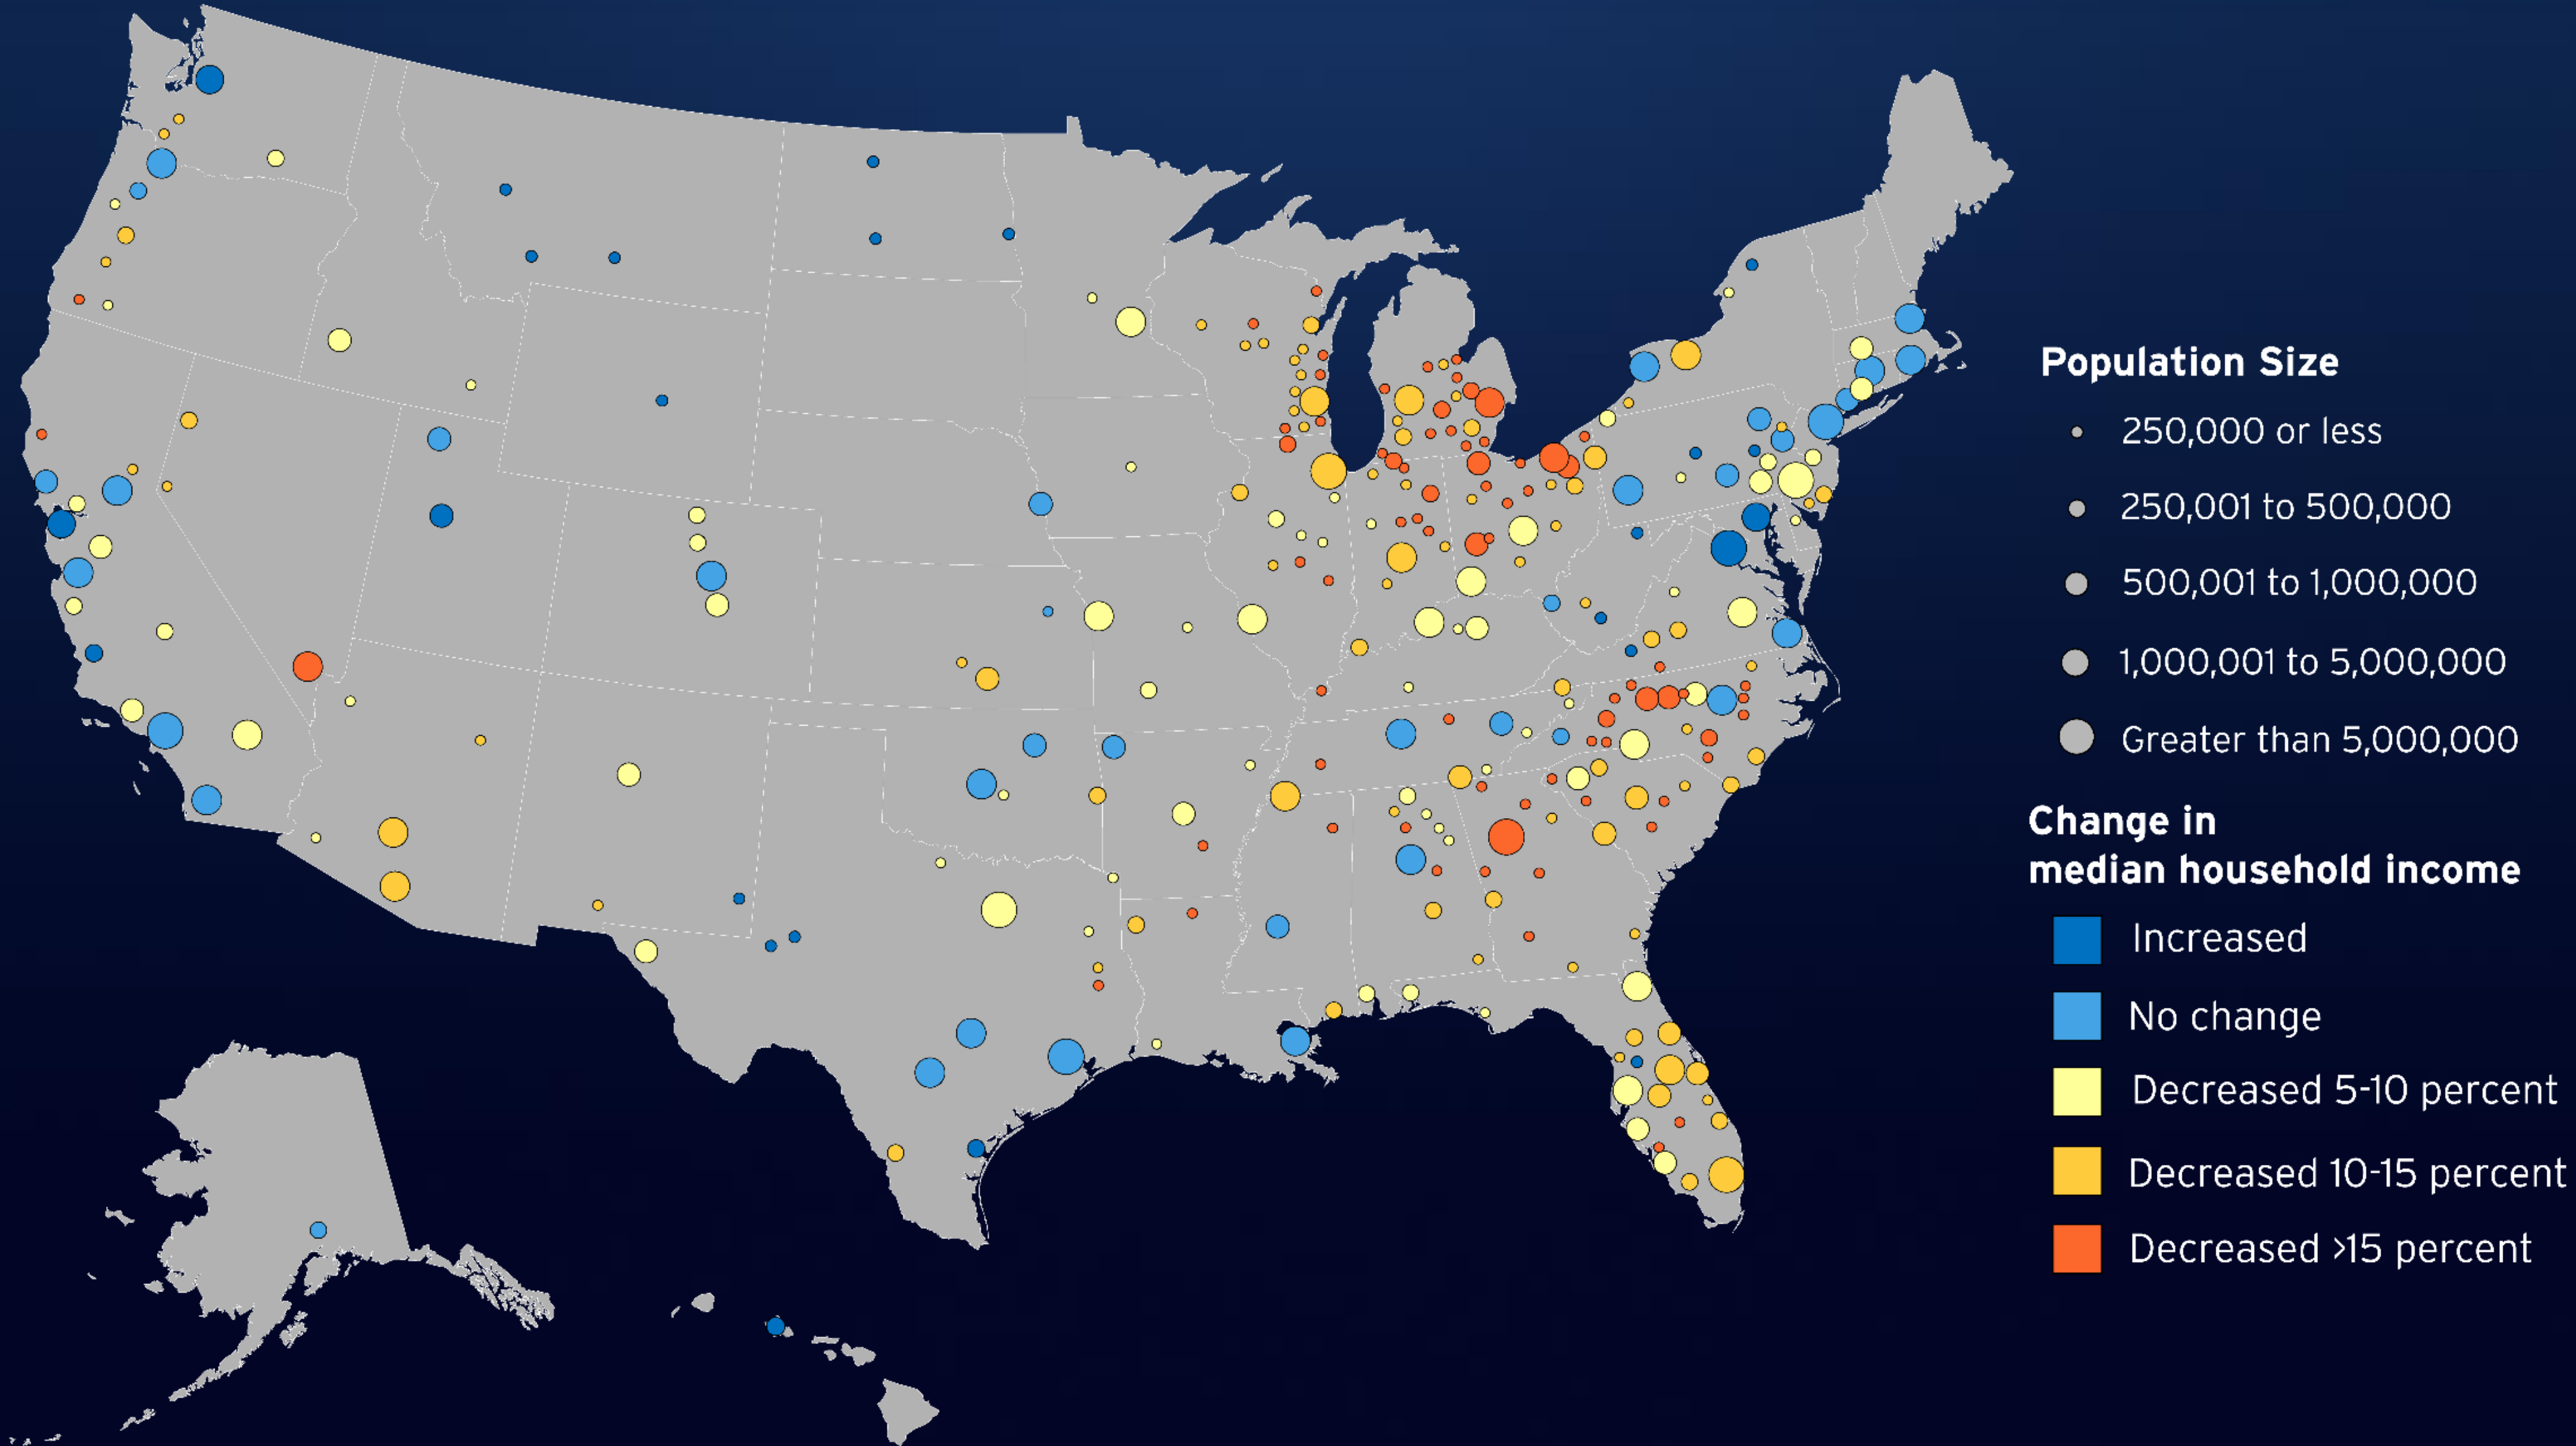 Population Size
250,000 or less
250,001 to 500,000
500,001 to 1,000,000
1,000,001 to 5,000,000
Greater than 5,000,000
Change in
median household income
Increased
No change
Decreased 5-10 percent
Decreased 10-15 percent
Decreased >15 percent